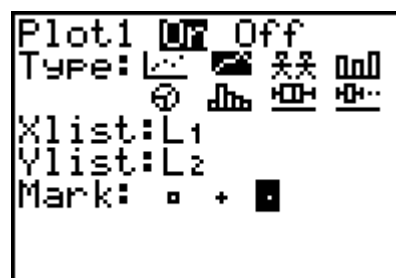 Plot1 On Off
Type:
Xlist:L₁
Ylist:L₂
Mark: